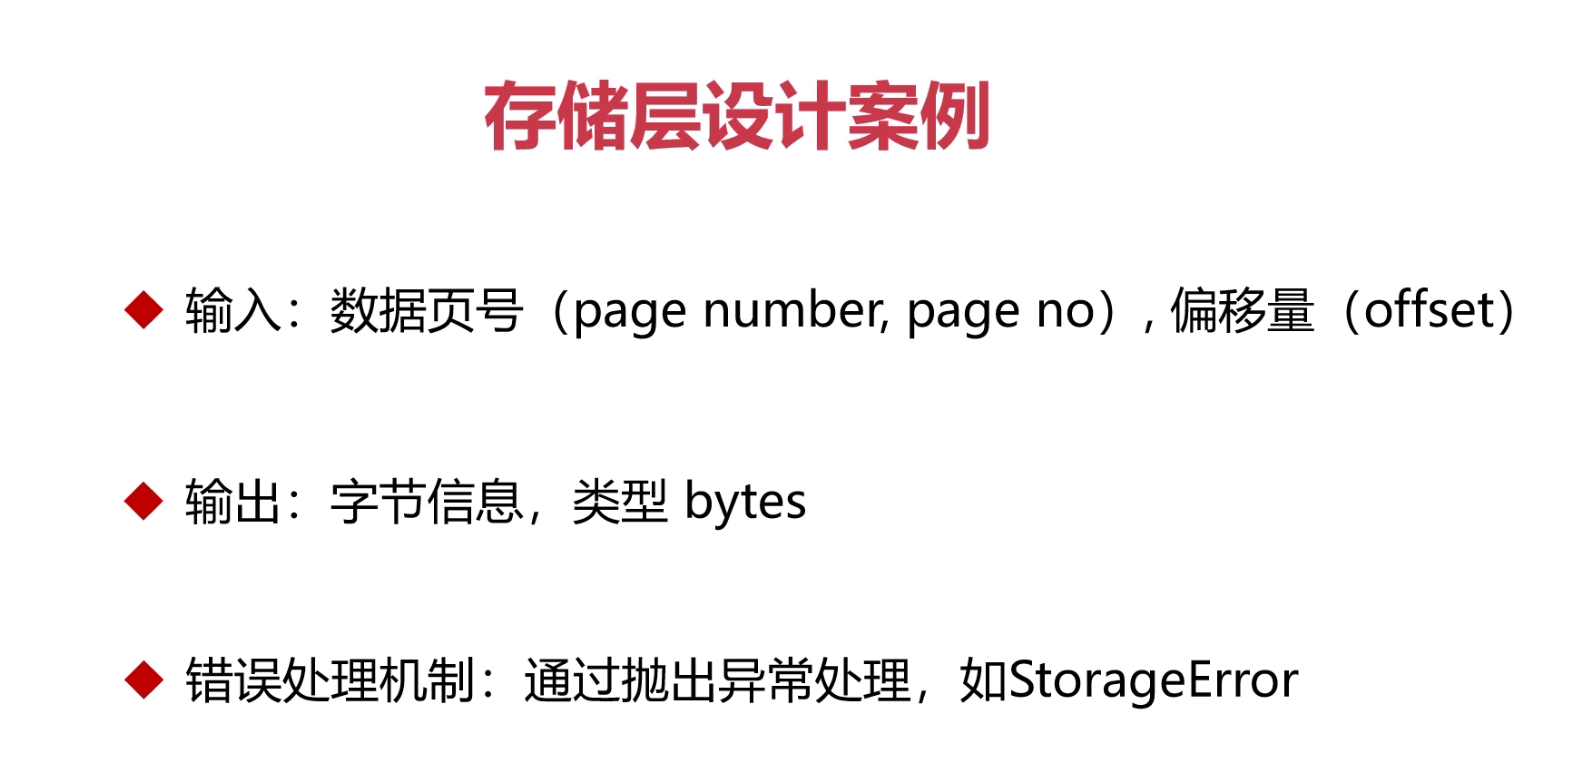 存储层设计案例
输入：数据页号（page number, page no）, 偏移量（offset）
输出：字节信息，类型 bytes
错误处理机制：通过抛出异常处理，如StorageError